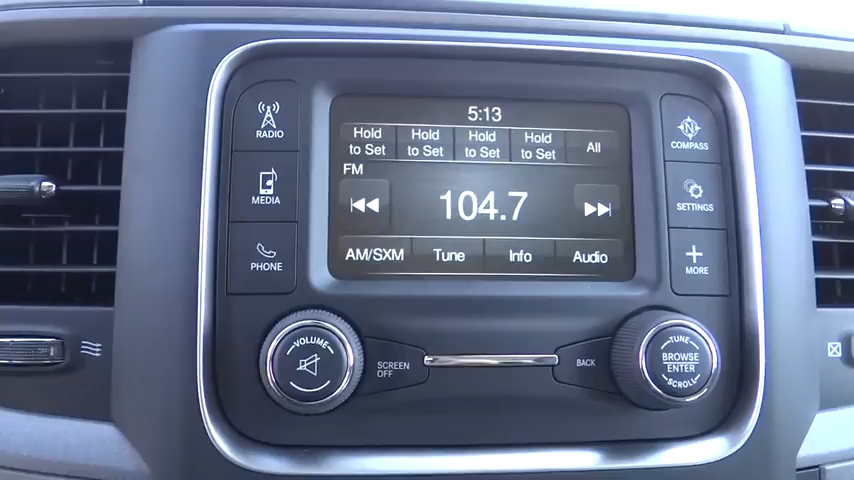 5:13
Hold to Set
Hold to Set
Hold to Set
Hold to Set
All
FM
104.7
AM/SXM
Tune
Info
Audio
RADIO
MEDIA
PHONE
N
COMPASS
SETTINGS
MORE
VOLUME
SCREEN
OFF
BACK
TUNE
BROWSE
ENTER
SCROLL